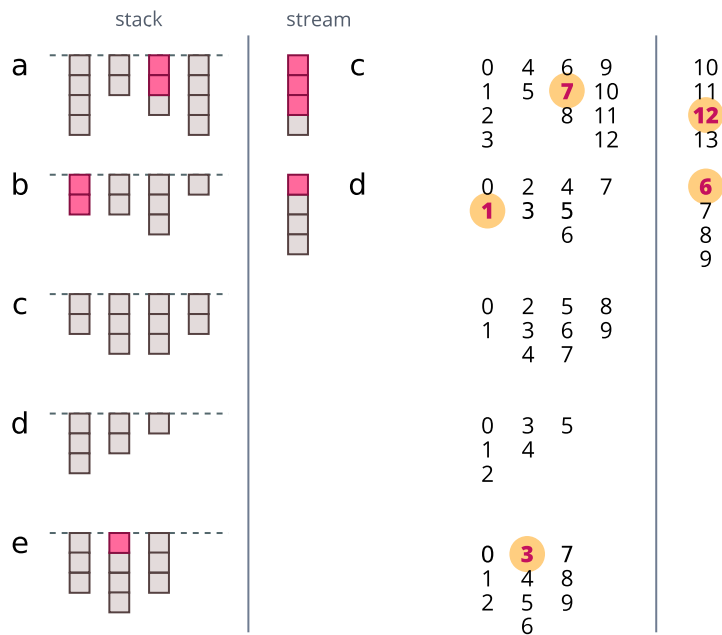 stack stream
a c 0 4 6 9 10
1 5 7 10 11
2 8 11 12
3 12 13
b d 0 2 4 7 6
1 3 5 7
6 8
9
c 0 2 5 8
1 3 6 9
4 7
d 0 3 5
1 4
2
e 0 3 7
1 4 8
2 5 9
6